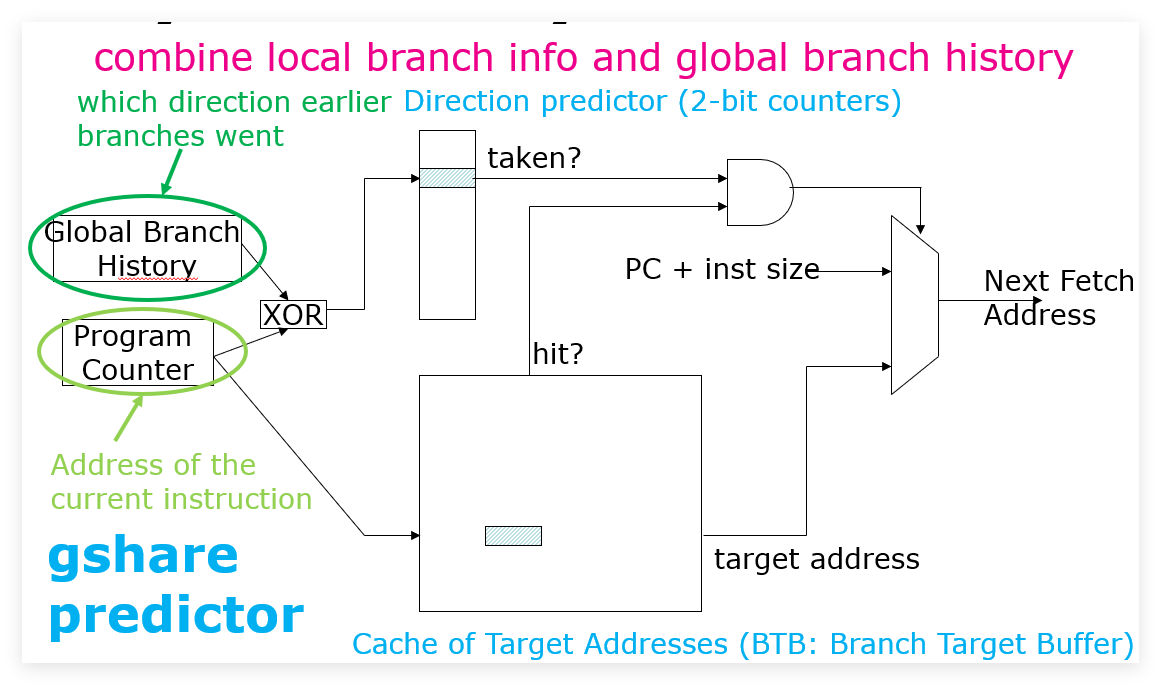 combine local branch info and global branch history
which direction earlier
branches went
Direction predictor (2-bit counters)
taken?
Global Branch
History
PC + inst size
Next Fetch
Address
XOR
Program
Counter
hit?
Address of the
current instruction
gshare
predictor
target address
Cache of Target Addresses (BTB: Branch Target Buffer)